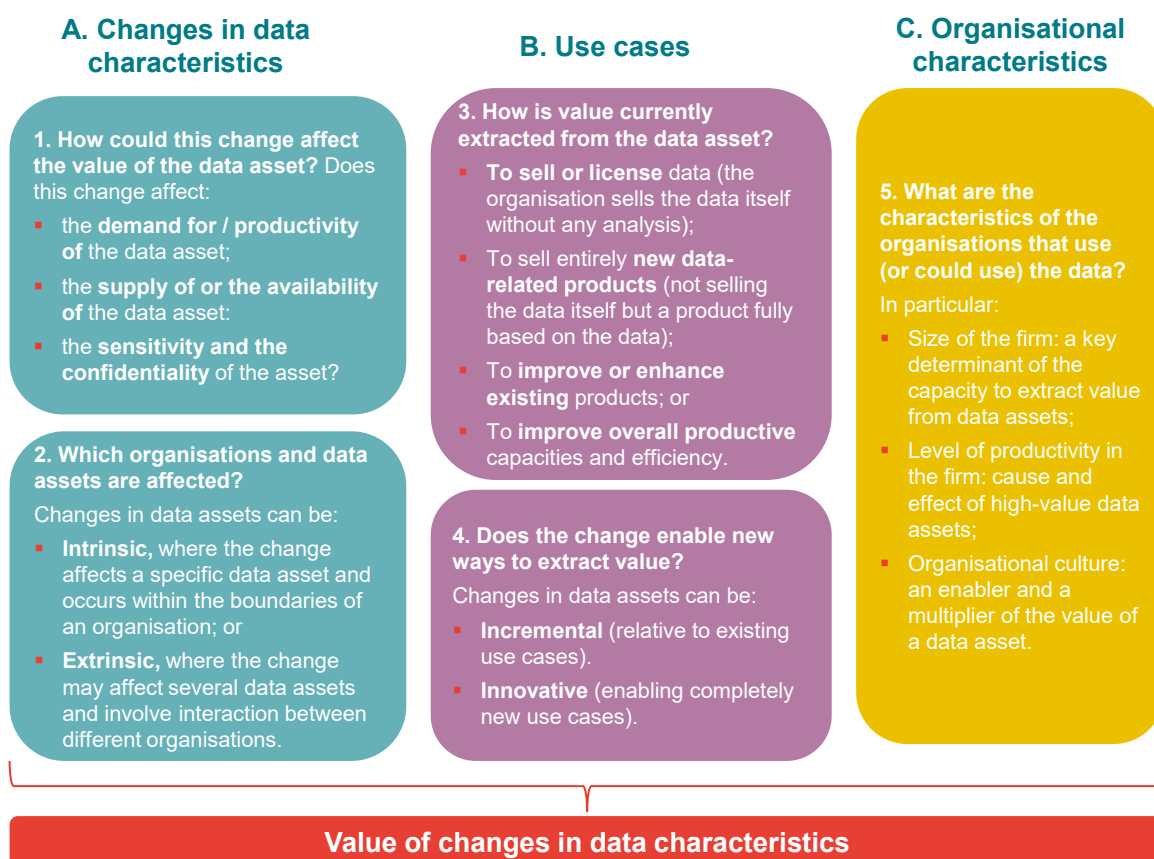 A. Changes in data
characteristics
1. How could this change affect
the value of the data asset? Does
this change affect:
▪ the demand for / productivity
of the data asset;
▪ the supply of or the availability
of the data asset:
▪ the sensitivity and the
confidentiality of the asset?
2. Which organisations and data
assets are affected?
Changes in data assets can be:
▪ Intrinsic, where the change
affects a specific data asset and
occurs within the boundaries of
an organisation; or
▪ Extrinsic, where the change
may affect several data assets
and involve interaction between
different organisations.
B. Use cases
3. How is value currently
extracted from the data asset?
▪ To sell or license data (the
organisation sells the data itself
without any analysis);
▪ To sell entirely new data-
related products (not selling
the data itself but a product fully
based on the data);
▪ To improve or enhance
existing products; or
▪ To improve overall productive
capacities and efficiency.
4. Does the change enable new
ways to extract value?
Changes in data assets can be:
▪ Incremental (relative to existing
use cases).
▪ Innovative (enabling completely
new use cases).
C. Organisational
characteristics
5. What are the
characteristics of the
organisations that use
(or could use) the data?
In particular:
▪ Size of the firm: a key
determinant of the
capacity to extract value
from data assets;
▪ Level of productivity in
the firm: cause and
effect of high-value data
assets;
▪ Organisational culture:
an enabler and a
multiplier of the value of
a data asset.
Value of changes in data characteristics